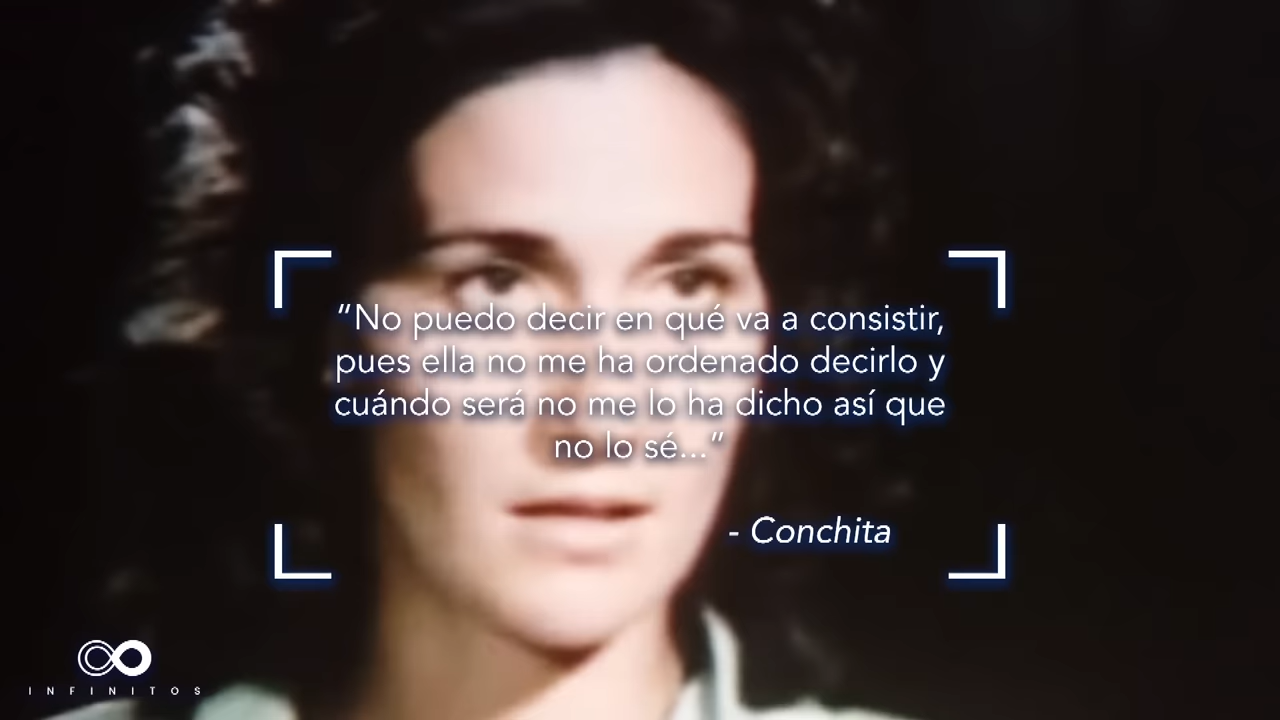 “No puedo decir en qué va a consistir,
pues ella no me ha ordenado decirlo y
cuándo será no me lo ha dicho así que
no lo sé...”
- Conchita
INFINITOS